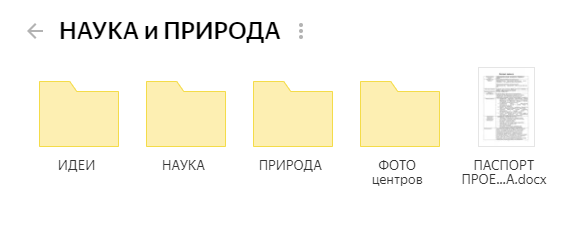 НАУКА и ПРИРОДА
ИДЕИ
НАУКА
ПРИРОДА
ФОТО
центров
ПАСПОРТ
ПРОЕ...А.docx